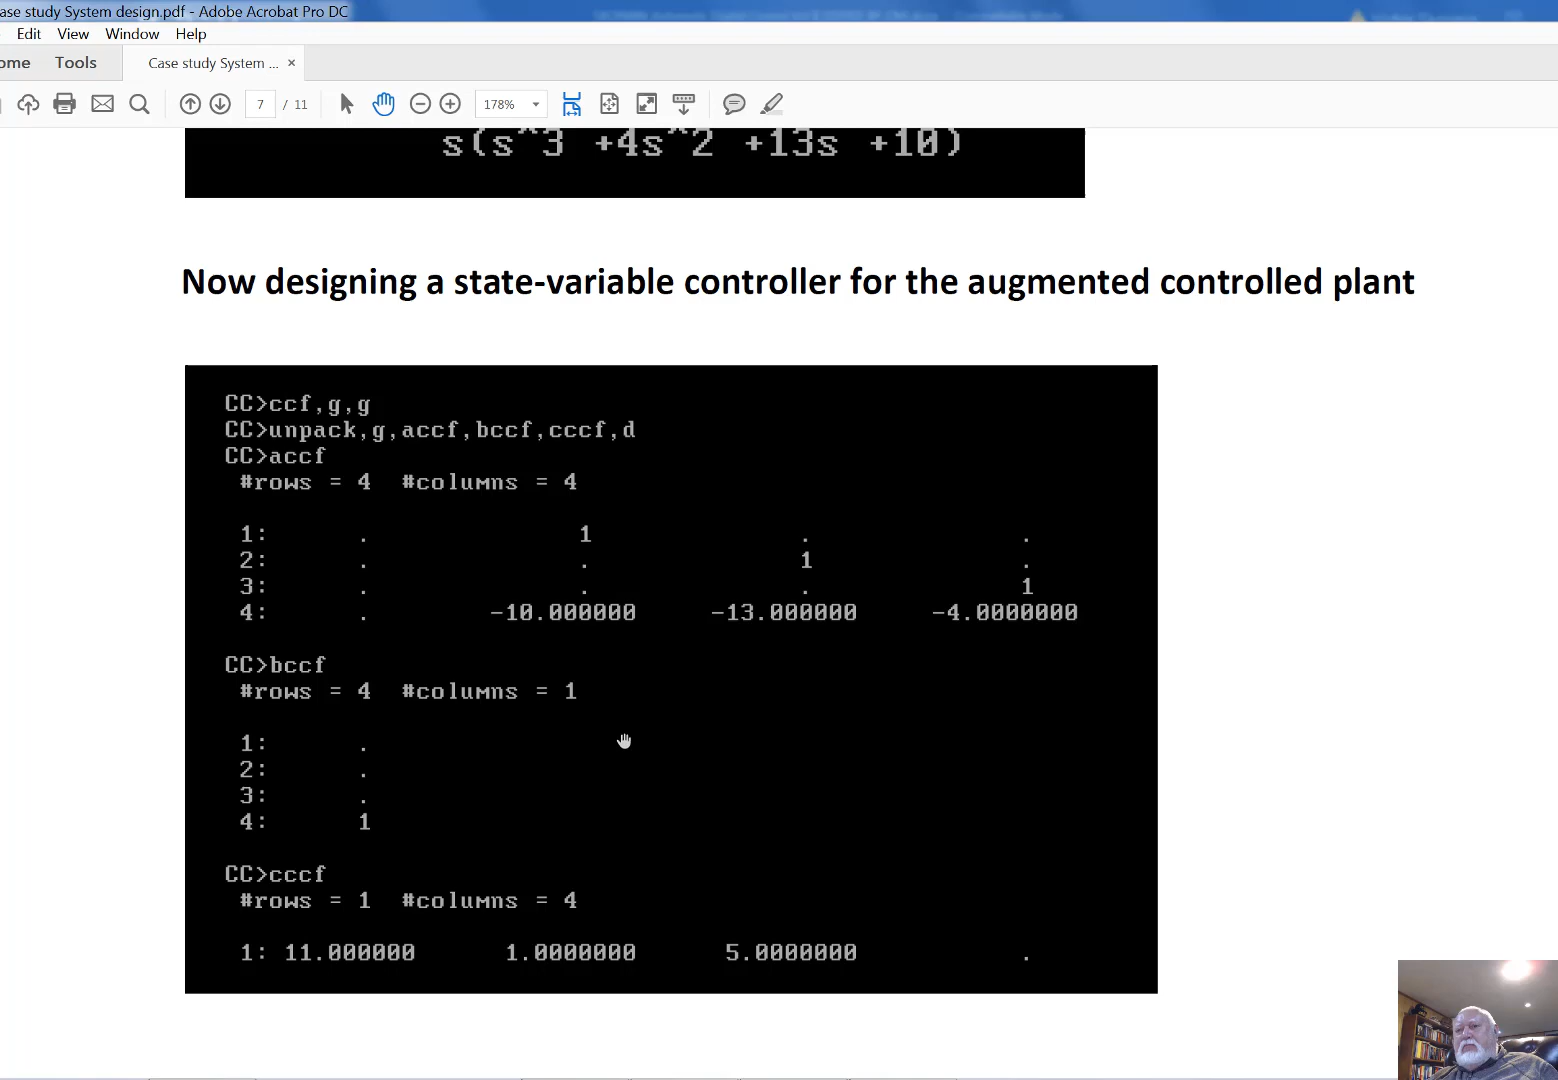 ase study System design.pdf - Adobe Acrobat Pro DC
Edit View Window Help
ome Tools Case study System ... ×
7 / 11 178%
s(s^3 +4s^2 +13s +10)
Now designing a state-variable controller for the augmented controlled plant
CC>ccf,g,g
CC>unpack,g,accf,bccf,cccf,d
CC>accf
#rows = 4 #columns = 4
1: . 1 . .
2: . . 1 .
3: . . . 1
4: . -10.000000 -13.000000 -4.0000000
CC>bccf
#rows = 4 #columns = 1
1: .
2: .
3: .
4: 1
CC>cccf
#rows = 1 #columns = 4
1: 11.000000 1.0000000 5.0000000 .